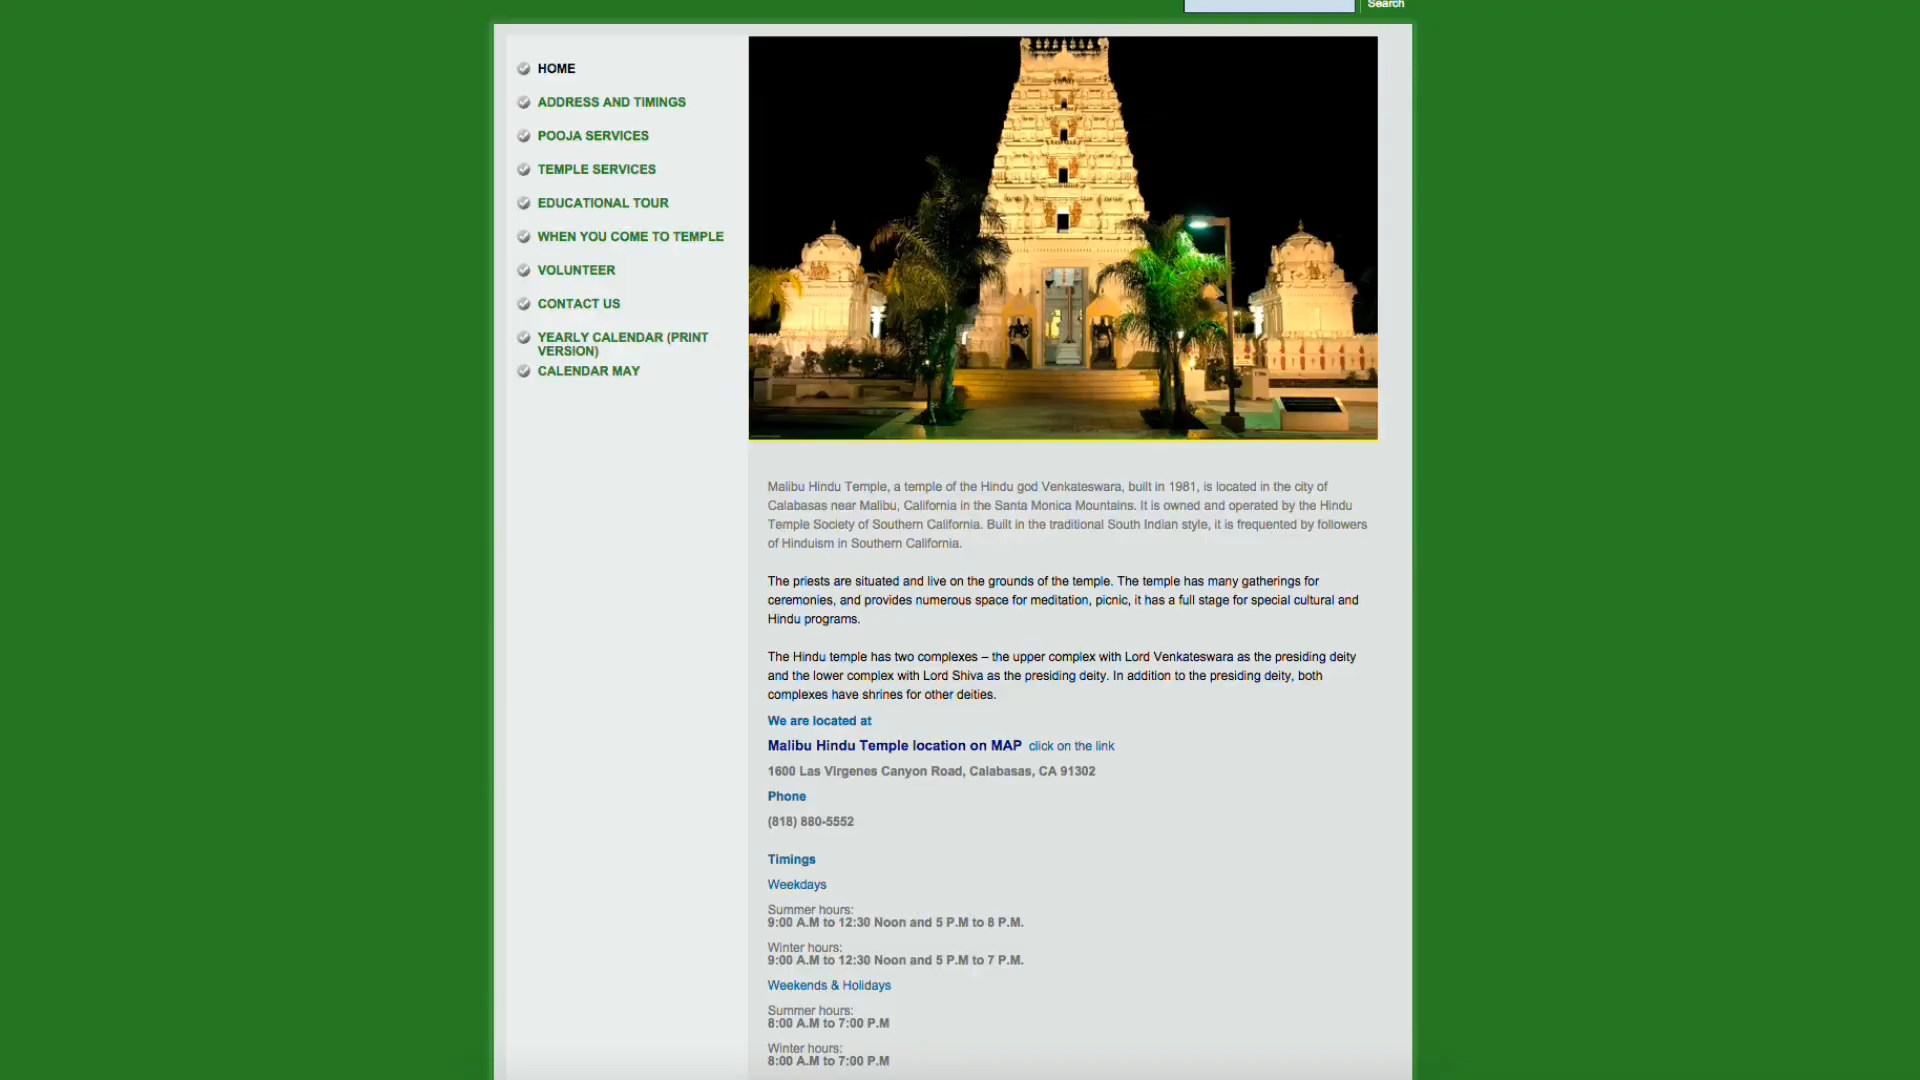 Search
HOME
ADDRESS AND TIMINGS
POOJA SERVICES
TEMPLE SERVICES
EDUCATIONAL TOUR
WHEN YOU COME TO TEMPLE
VOLUNTEER
CONTACT US
YEARLY CALENDAR (PRINT
VERSION)
CALENDAR MAY
Malibu Hindu Temple, a temple of the Hindu god Venkateswara, built in 1981, is located in the city of
Calabasas near Malibu, California in the Santa Monica Mountains. It is owned and operated by the Hindu
Temple Society of Southern California. Built in the traditional South Indian style, it is frequented by followers
of Hinduism in Southern California.
The priests are situated and live on the grounds of the temple. The temple has many gatherings for
ceremonies, and provides numerous space for meditation, picnic, it has a full stage for special cultural and
Hindu programs.
The Hindu temple has two complexes – the upper complex with Lord Venkateswara as the presiding deity
and the lower complex with Lord Shiva as the presiding deity. In addition to the presiding deity, both
complexes have shrines for other deities.
We are located at
Malibu Hindu Temple location on MAP click on the link
1600 Las Virgenes Canyon Road, Calabasas, CA 91302
Phone
(818) 880-5552
Timings
Weekdays
Summer hours:
9:00 A.M to 12:30 Noon and 5 P.M to 8 P.M.
Winter hours:
9:00 A.M to 12:30 Noon and 5 P.M to 7 P.M.
Weekends & Holidays
Summer hours:
8:00 A.M to 7:00 P.M
Winter hours:
8:00 A.M to 7:00 P.M